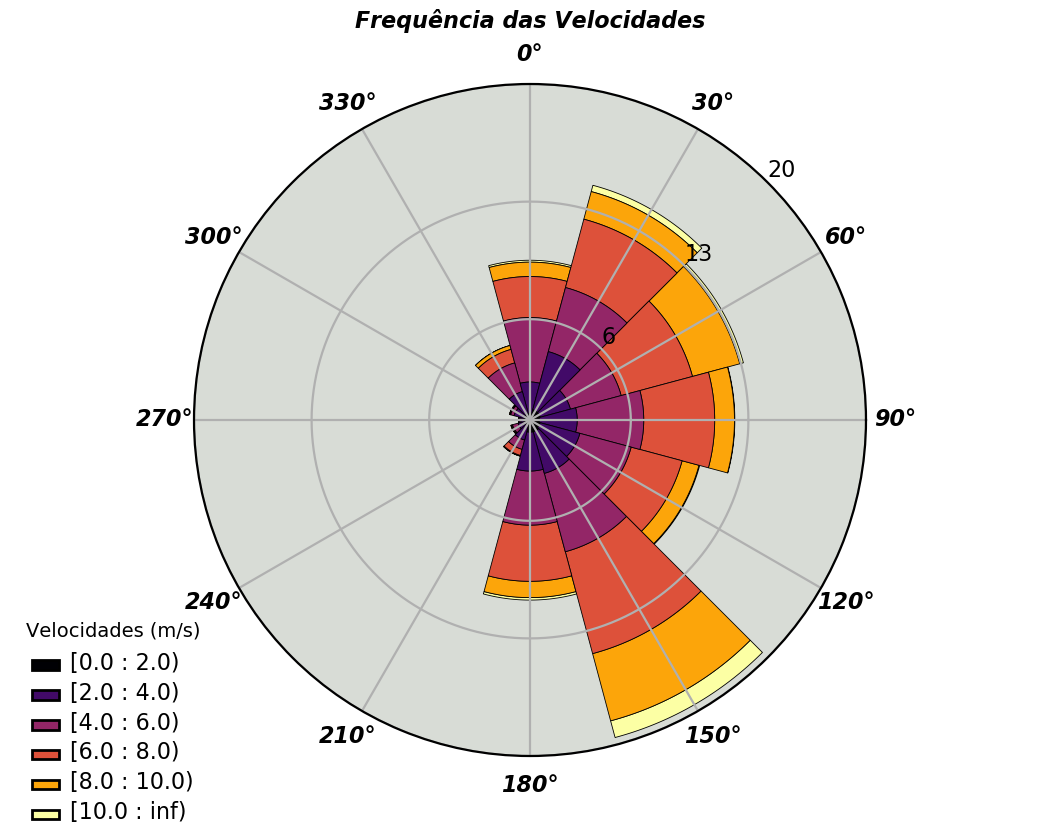 Frequência das Velocidades
0°
330°
30°
20
300°
60°
13
6
270°
90°
240°
120°
210°
150°
180°
Velocidades (m/s)
[0.0 : 2.0)
[2.0 : 4.0)
[4.0 : 6.0)
[6.0 : 8.0)
[8.0 : 10.0)
[10.0 : inf)